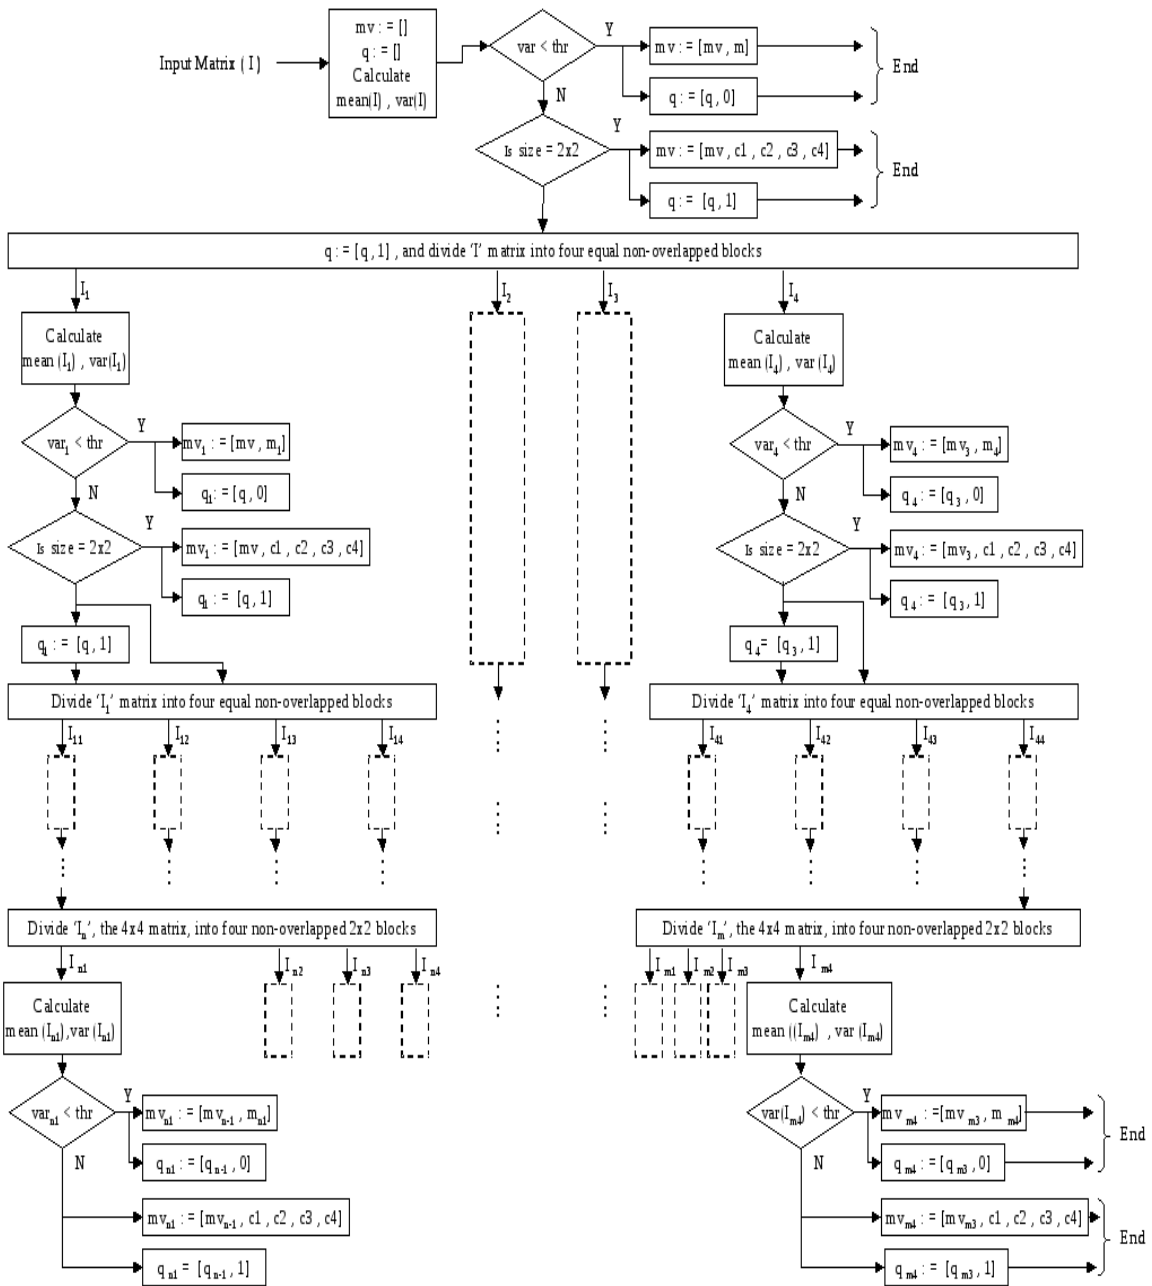 mv : = []
q : = []
Calculate
mean(I) , var(I)
Input Matrix ( I )
var < thr
Y
mv : = [mv , m]
q : = [q , 0]
End
N
Is size = 2x2
Y
mv : = [mv , c1 , c2 , c3 , c4]
q : = [q , 1]
End
q : = [q , 1] , and divide ‘I’ matrix into four equal non-overlapped blocks
I1
I2
I3
I4
Calculate
mean (I1) , var(I1)
var1 < thr
Y
mv1 : = [mv , m1]
q1 : = [q , 0]
N
Is size = 2x2
Y
mv1 : = [mv , c1 , c2 , c3 , c4]
q1 : = [q , 1]
q1 : = [q , 1]
Calculate
mean (I4) , var (I4)
var4 < thr
Y
mv4 : = [mv3 , m4]
q4 : = [q3 , 0]
N
Is size = 2x2
Y
mv4 : = [mv3 , c1 , c2 , c3 , c4]
q4 : = [q3 , 1]
q4 = [q3 , 1]
Divide ‘I1’ matrix into four equal non-overlapped blocks
Divide ‘I4’ matrix into four equal non-overlapped blocks
I11
I12
I13
I14
I41
I42
I43
I44
Divide ‘In’, the 4x4 matrix, into four non-overlapped 2x2 blocks
Divide ‘Im’, the 4x4 matrix, into four non-overlapped 2x2 blocks
In1
In2
In3
In4
Im1
Im2
Im3
Im4
Calculate
mean (In1),var (In1)
varn1 < thr
Y
mvn1 : = [mvn-1 , mn1]
qn1 : = [qn-1 , 0]
N
mvn1 : = [mvn-1 , c1 , c2 , c3 , c4]
qn1 = [qn-1 , 1]
Calculate
mean ((Im4) , var (Im4)
var(Im4) < thr
Y
mvm4 : =[mvm3 , m m4]
qm4 : =[qm3 , 0]
End
N
mvm4 : =[mvm3 , c1 , c2 , c3 , c4]
qm4 : = [qm3 , 1]
End